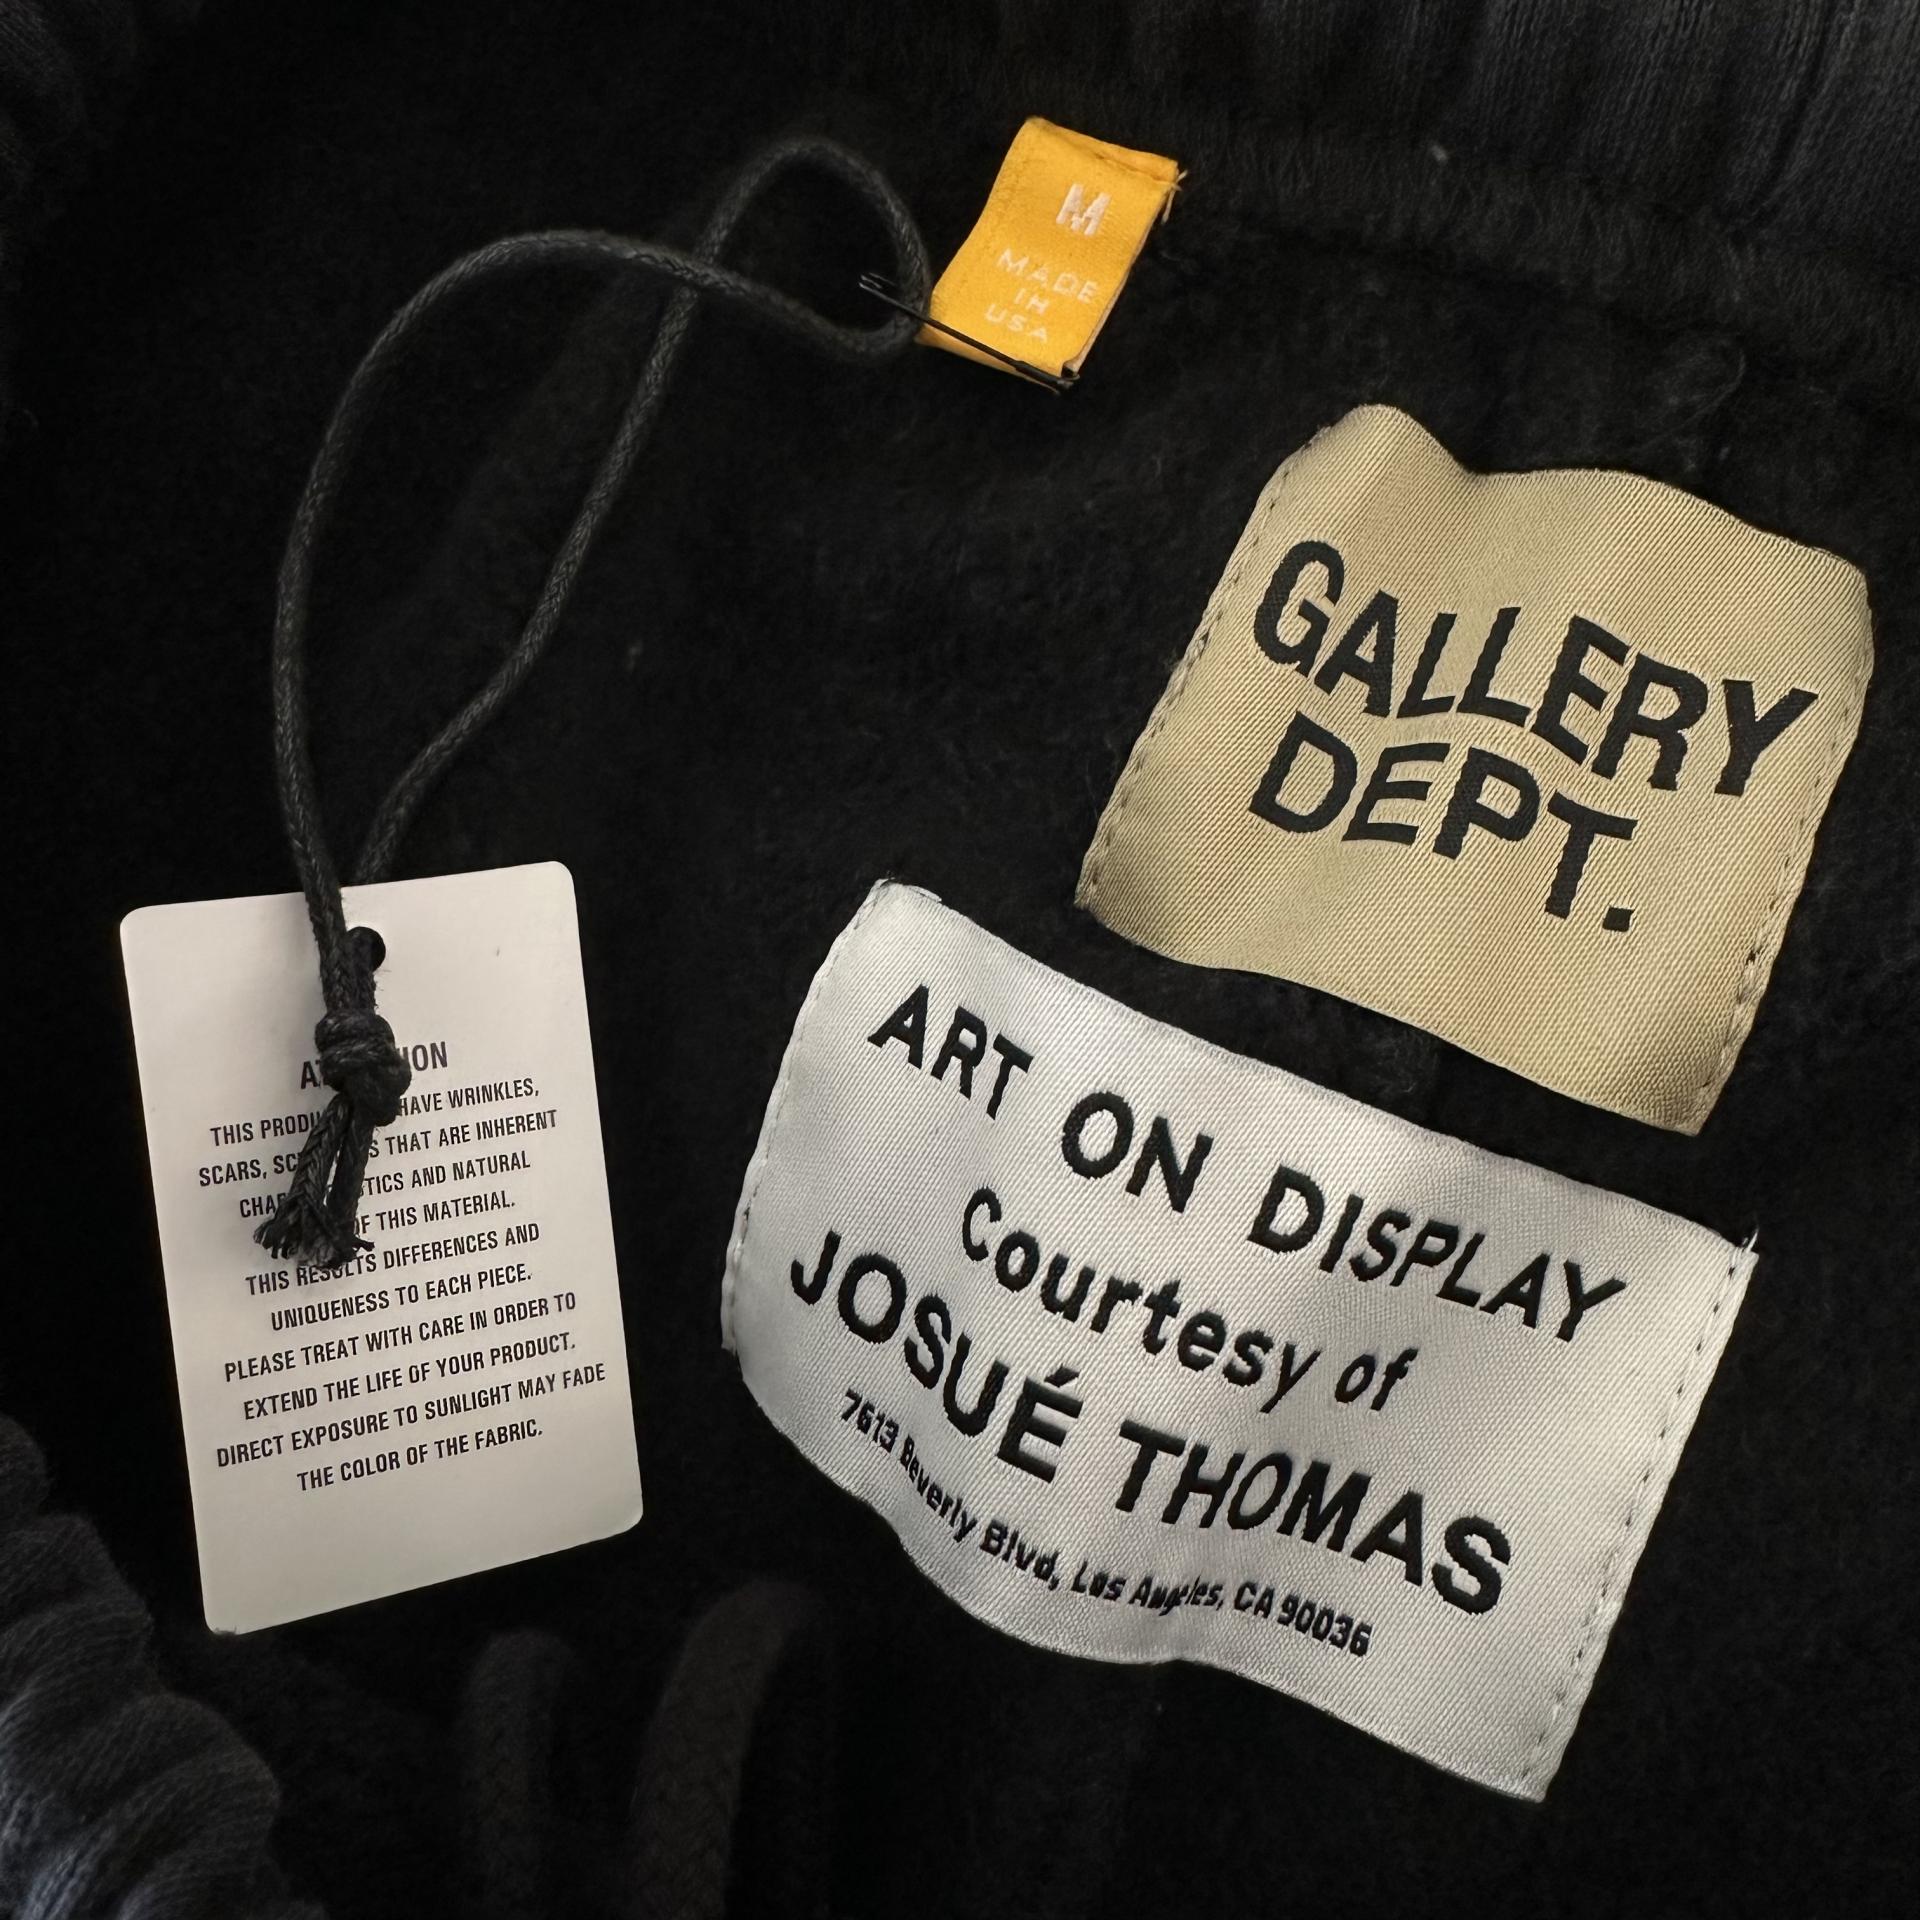 M
MADE
IN
USA
GALLERY
DEPT.
ART ON DISPLAY
Courtesy of
JOSUÉ THOMAS
7613 Beverly Blvd, Los Angeles, CA 90036
THIS HAVE WRINKLES,
SCARS, THAT ARE INHERENT
AND NATURAL
OF THIS MATERIAL.
THIS RESULTS DIFFERENCES AND
UNIQUENESS TO EACH PIECE.
PLEASE TREAT WITH CARE IN ORDER TO
EXTEND THE LIFE OF YOUR PRODUCT.
DIRECT EXPOSURE TO SUNLIGHT MAY FADE
THE COLOR OF THE FABRIC.